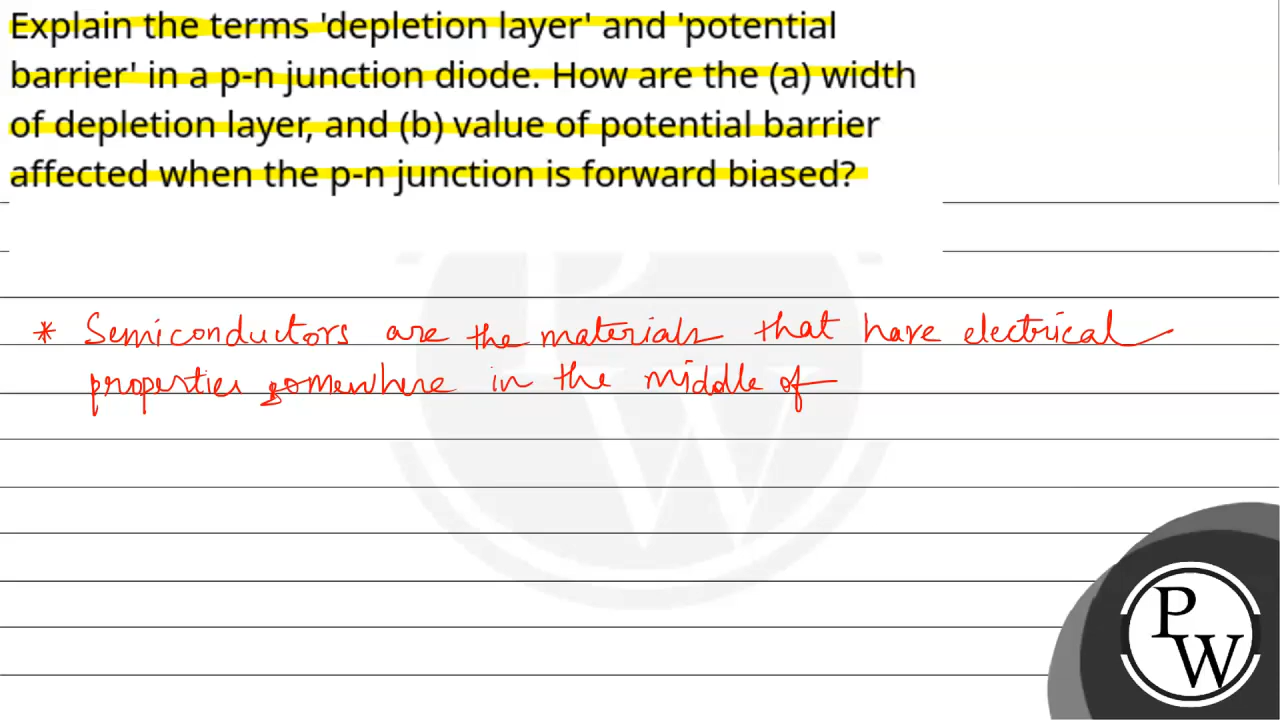 Explain the terms 'depletion layer' and 'potential
barrier' in a p-n junction diode. How are the (a) width
of depletion layer, and (b) value of potential barrier
affected when the p-n junction is forward biased?
* Semiconductors are the materials that have electrical
properties somewhere in the middle of
PW
PW